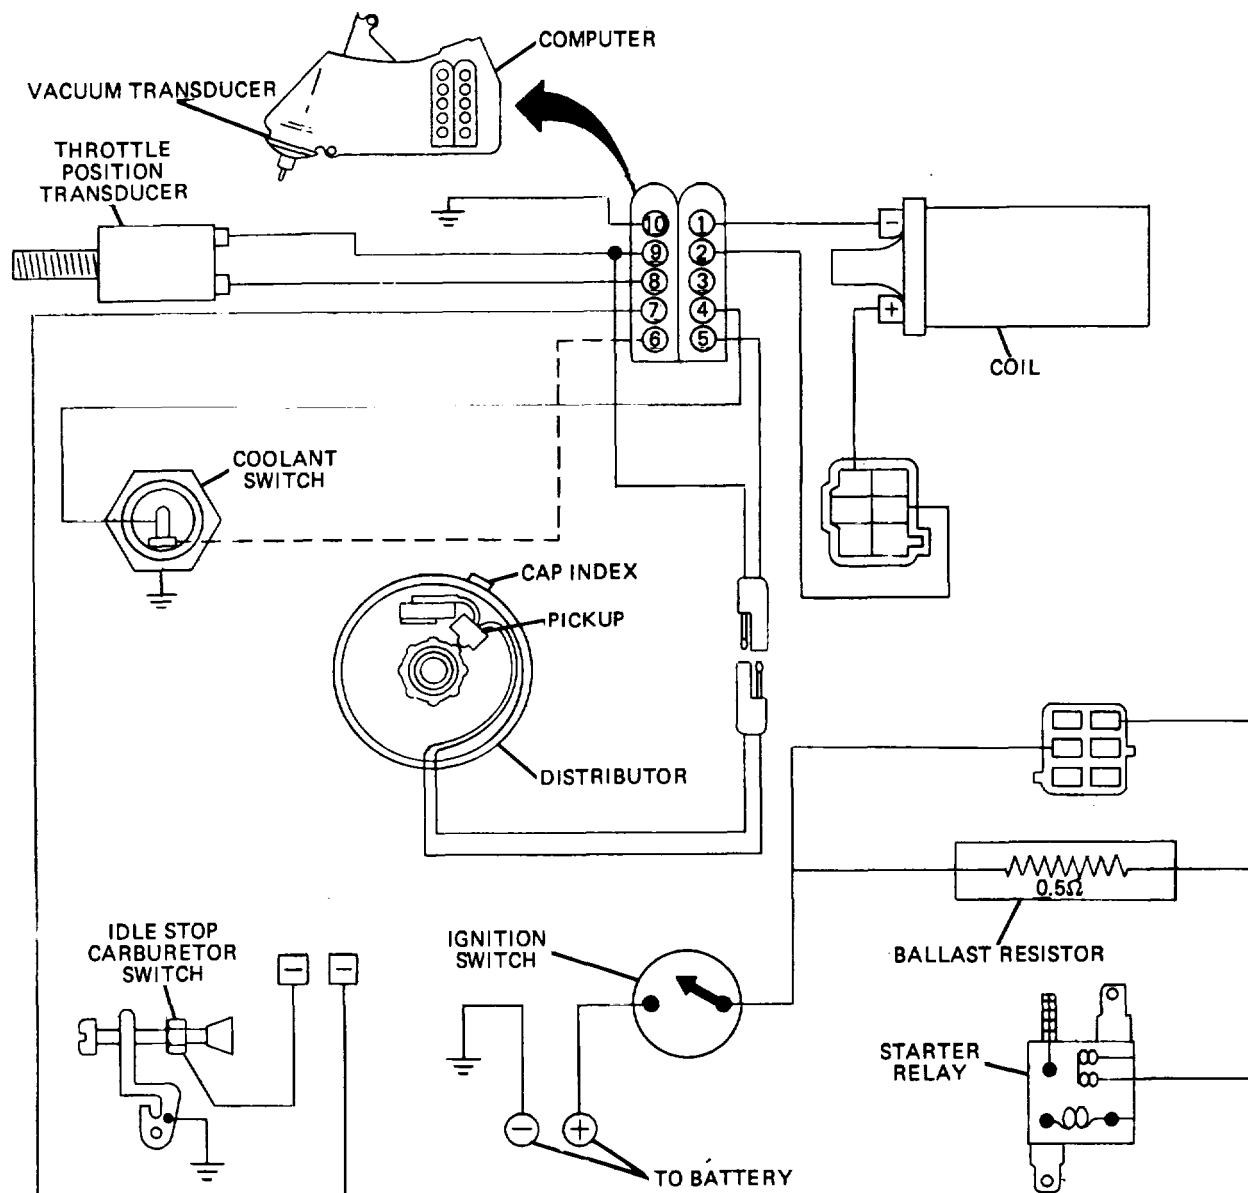 COMPUTER
VACUUM TRANSDUCER
THROTTLE
POSITION
TRANSDUCER
10 1
9 2
8 3
7 4
6 5
−
+
COIL
COOLANT
SWITCH
CAP INDEX
PICKUP
DISTRIBUTOR
0.5Ω
BALLAST RESISTOR
IDLE STOP
CARBURETOR
SWITCH
− −
IGNITION
SWITCH
STARTER
RELAY
− +
TO BATTERY